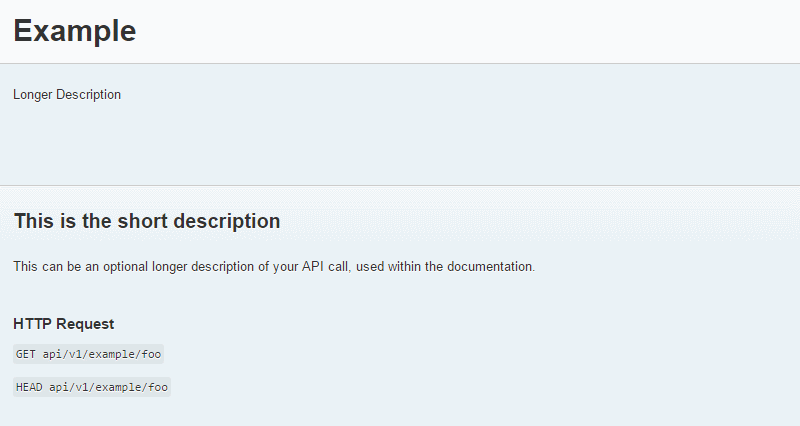 Example
Longer Description
This is the short description
This can be an optional longer description of your API call, used within the documentation.
HTTP Request
GET api/v1/example/foo
HEAD api/v1/example/foo